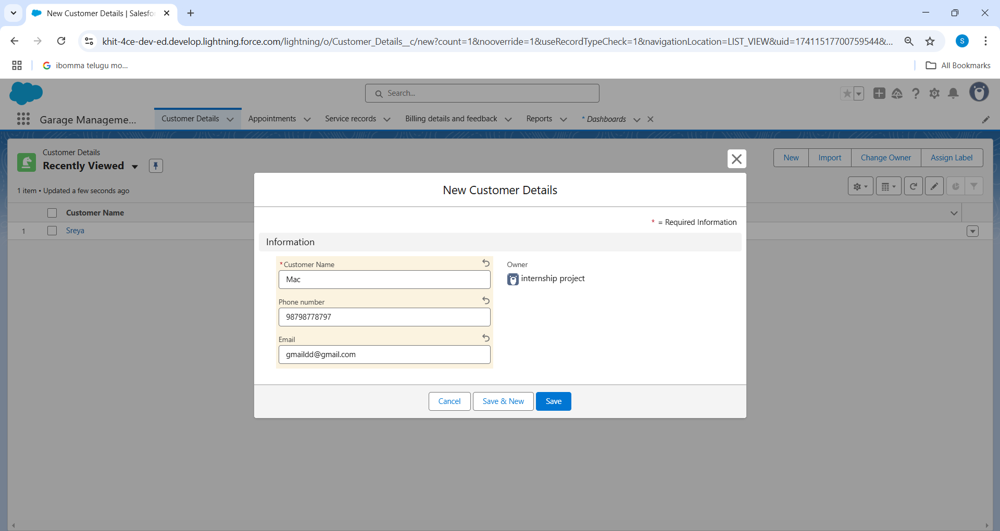 New Customer Details | Salesfo
khit-4ce-dev-ed.develop.lightning.force.com/lightning/o/Customer_Details__c/new?count=1&nooverride=1&useRecordTypeCheck=1&navigationLocation=LIST_VIEW&uid=174115177007595446...
S
ibomma telugu mo...
All Bookmarks
Search...
Garage Manageme...
Customer Details
Appointments
Service records
Billing details and feedback
Reports
* Dashboards
Customer Details
Recently Viewed
New
Import
Change Owner
Assign Label
1 item • Updated a few seconds ago
Customer Name
1
Sreya
New Customer Details
* = Required Information
Information
*Customer Name
Mac
Owner
internship project
Phone number
98798778797
Email
gmaildd@gmail.com
Cancel
Save & New
Save